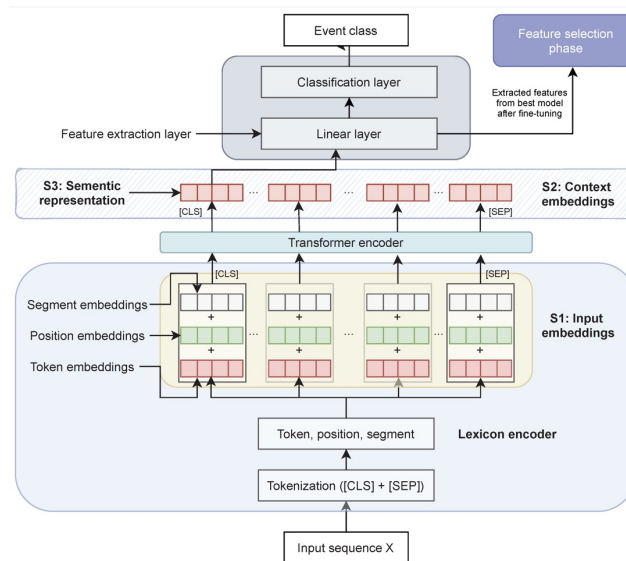 Event class
Feature selection
phase
Classification layer
Extracted features
from best model
after fine-tuning
Feature extraction layer
Linear layer
S3: Sementic
representation
S2: Context
embeddings
... ... ...
[CLS]
[SEP]
Transformer encoder
[CLS]
[SEP]
Segment embeddings
... ... ...
S1: Input
embeddings
+ + + +
Position embeddings
... ... ...
+ + + +
Token embeddings
... ... ...
Token, position, segment
Lexicon encoder
Tokenization ([CLS] + [SEP])
Input sequence X